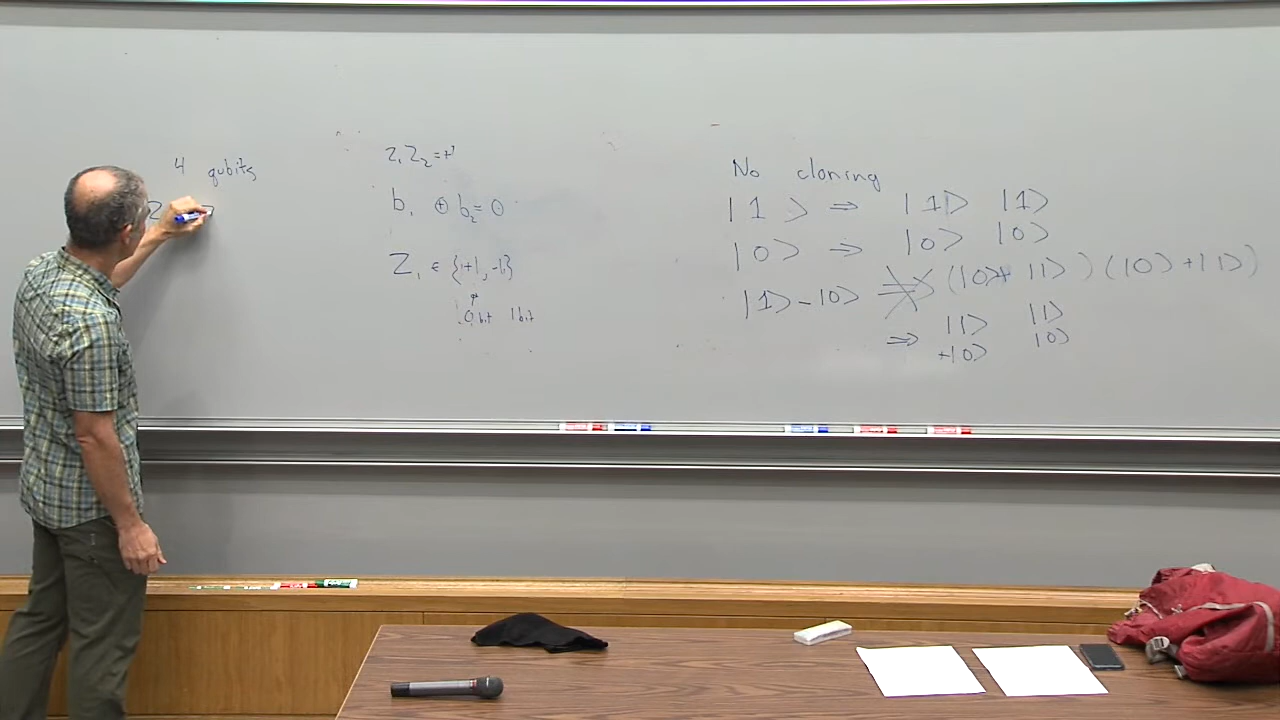 4 qubits
Z
Z₁Z₂=+1
b₁ ⊕ b₂ = 0
Z₁ ∈ {+1, -1}
0 bit 1 bit
No cloning
|1⟩ ⇒ |1⟩ |1⟩
|0⟩ ⇒ |0⟩ |0⟩
|1⟩ - |0⟩ ⇒ (|0⟩ + |1⟩) (|0⟩ + |1⟩)
⇒ |1⟩ |1⟩
+|0⟩ |0⟩